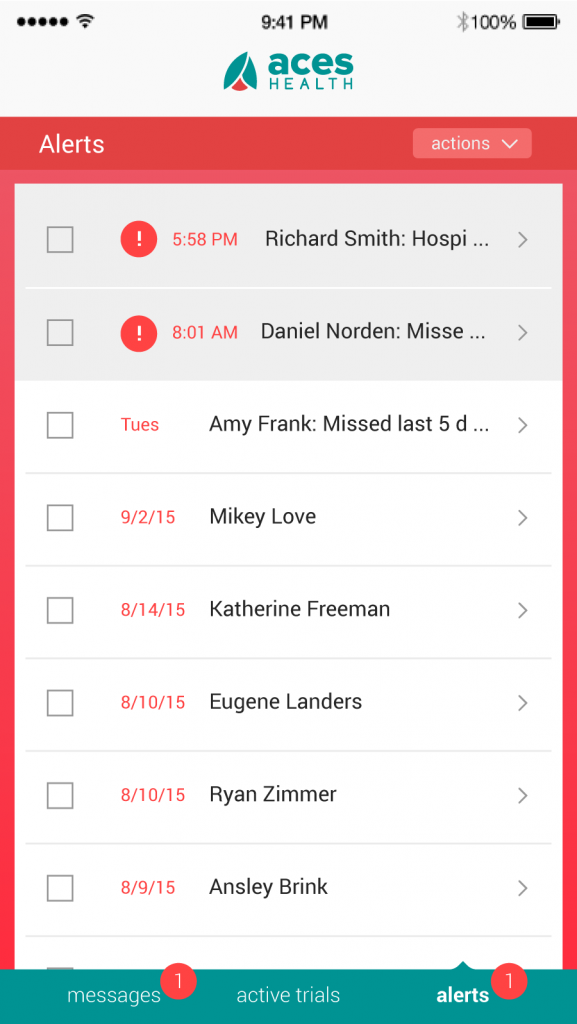 9:41 PM 100%
aces
HEALTH
Alerts actions
! 5:58 PM Richard Smith: Hospi ...
! 8:01 AM Daniel Norden: Misse ...
Tues Amy Frank: Missed last 5 d ...
9/2/15 Mikey Love
8/14/15 Katherine Freeman
8/10/15 Eugene Landers
8/10/15 Ryan Zimmer
8/9/15 Ansley Brink
messages 1 active trials alerts 1